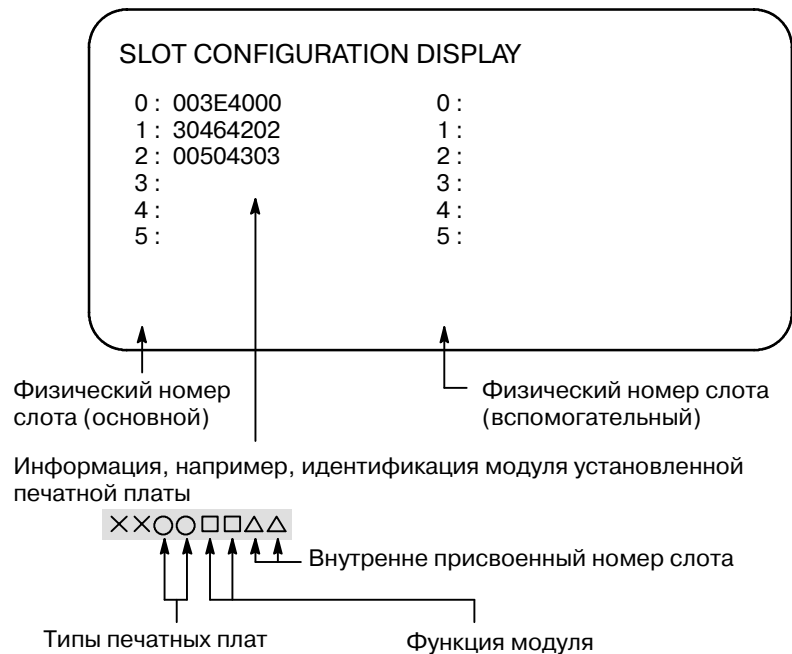 SLOT CONFIGURATION DISPLAY
0 : 003E4000 0 :
1 : 30464202 1 :
2 : 00504303 2 :
3 : 3 :
4 : 4 :
5 : 5 :
Физический номер
слота (основной)
Физический номер слота
(вспомогательный)
Информация, например, идентификация модуля установленной
печатной платы
××○○□□△△
Внутренне присвоенный номер слота
Типы печатных плат
Функция модуля